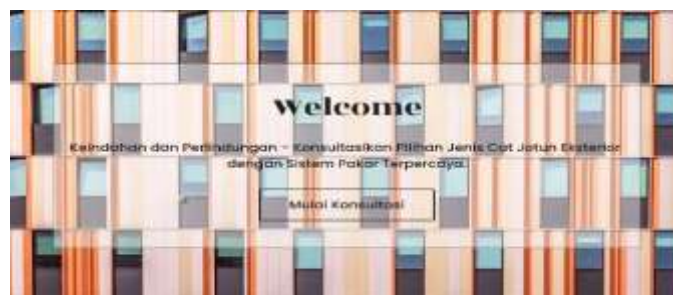 Welcome
Keindahan dan Perlindungan - Konsultasikan Pilihan Jenis Cat Jotun Eksterior
dengan Sistem Pakar Terpercaya.
Mulai Konsultasi